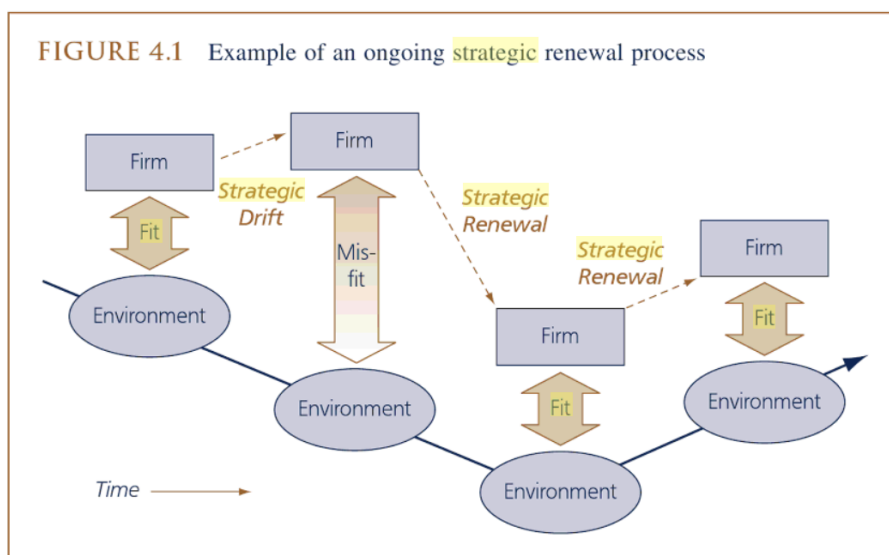 FIGURE 4.1 Example of an ongoing strategic renewal process
Firm
Strategic
Drift
Firm
Strategic
Renewal
Strategic
Renewal
Firm
Firm
Fit
Mis-
fit
Fit
Fit
Environment
Environment
Environment
Environment
Time